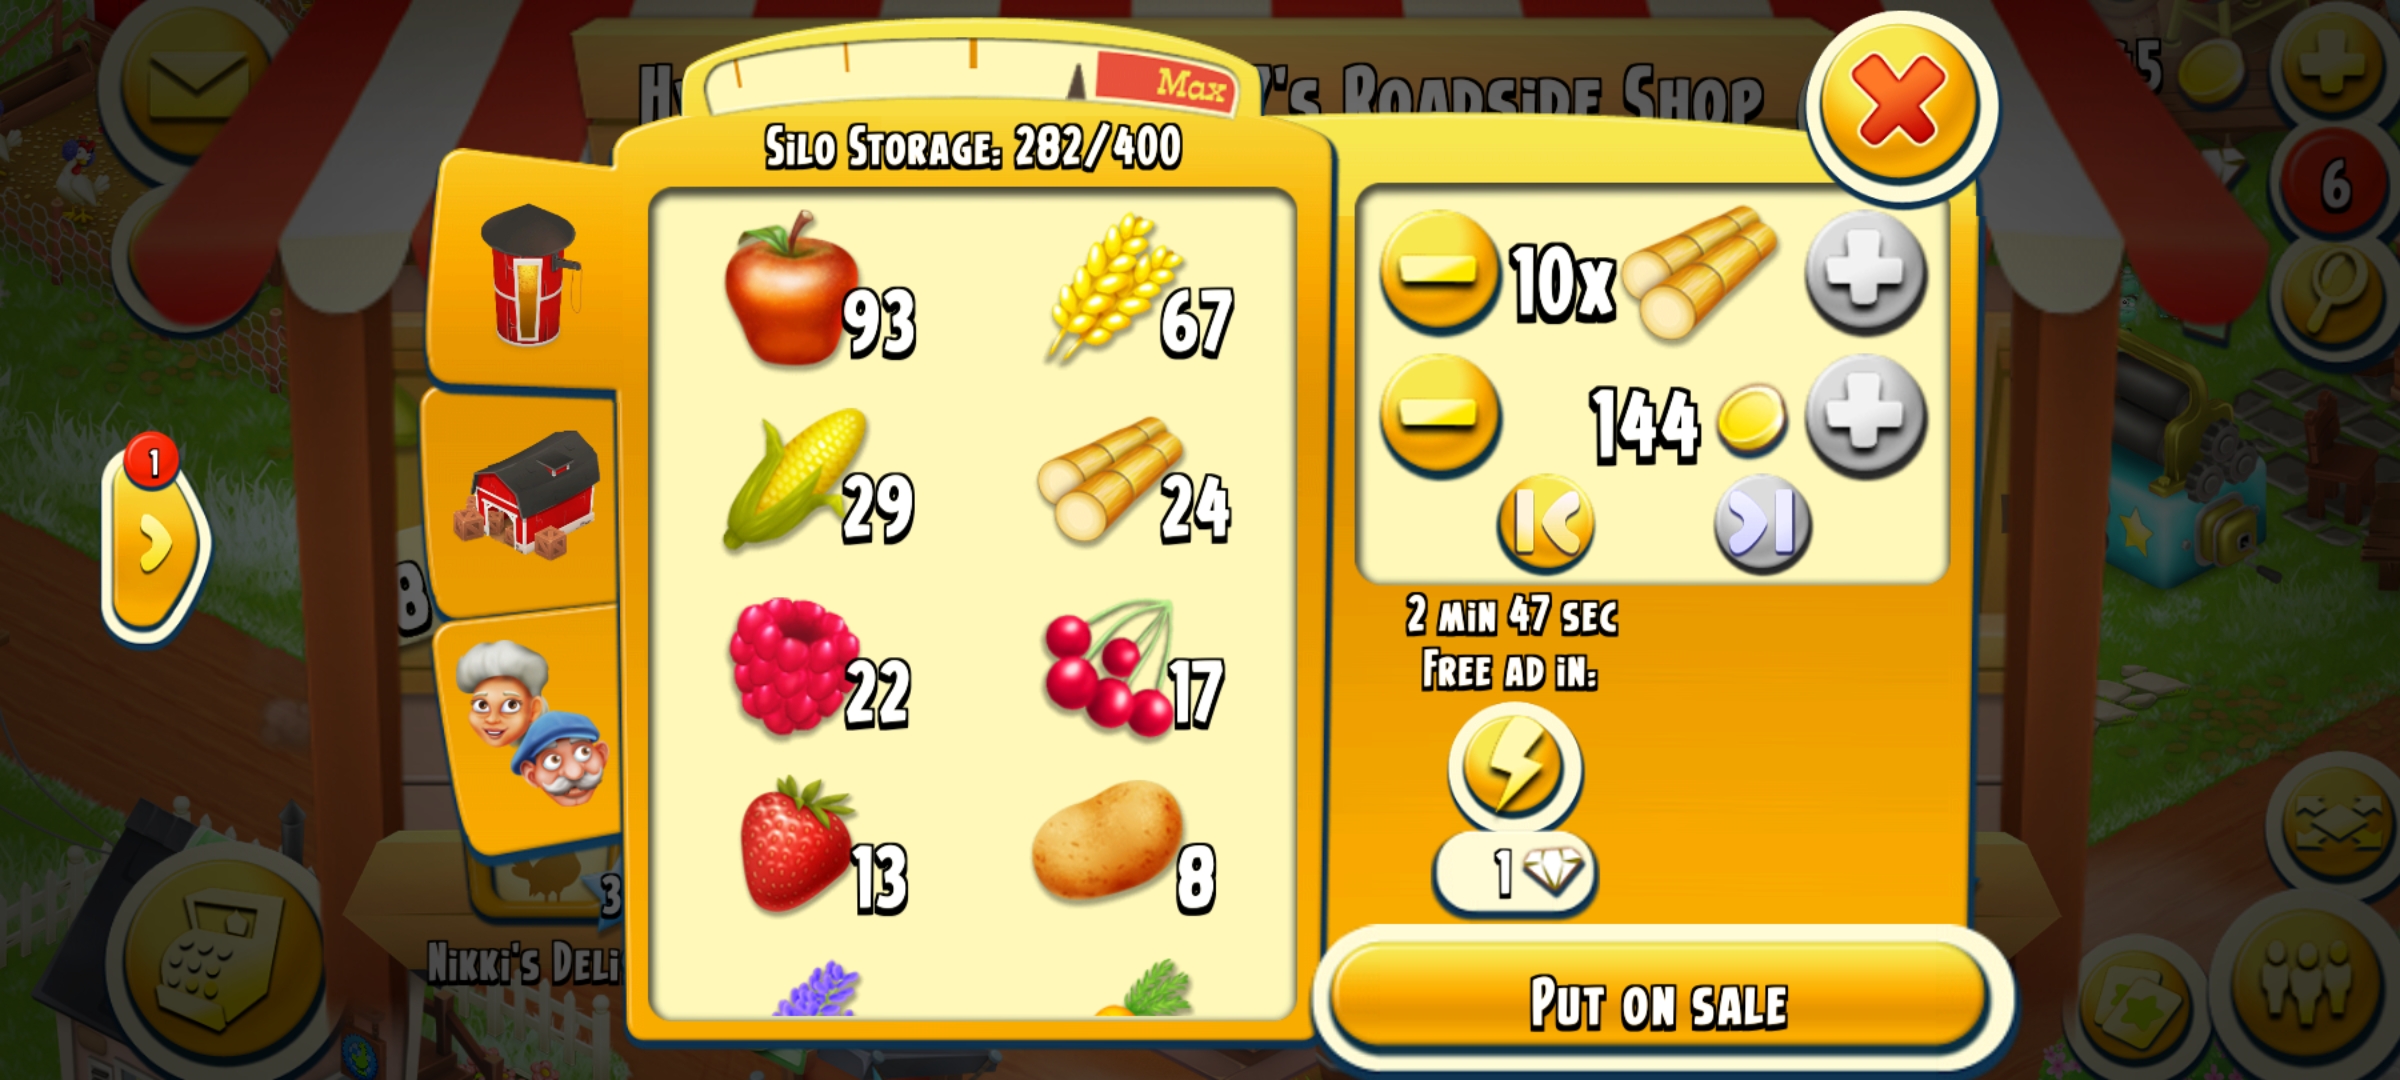 Max
'S ROADSIDE SHOP
SILO STORAGE: 282/400
6
93
67
10x
144
29
24
1
22
17
2 MIN 47 SEC
FREE AD IN:
13
8
1
3
NIKKI'S
PUT ON SALE